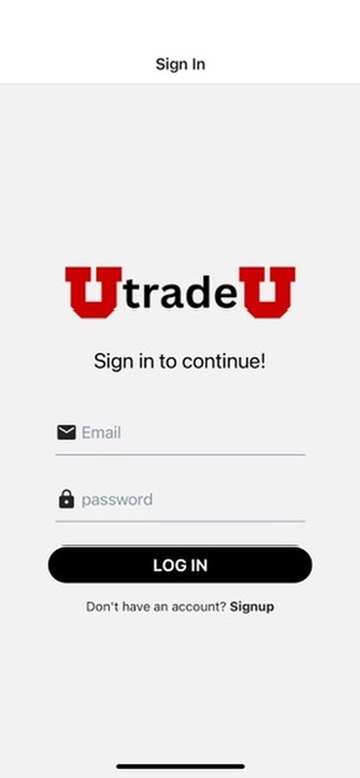 Sign In
UtradeU
Sign in to continue!
Email
password
LOG IN
Don't have an account? Signup